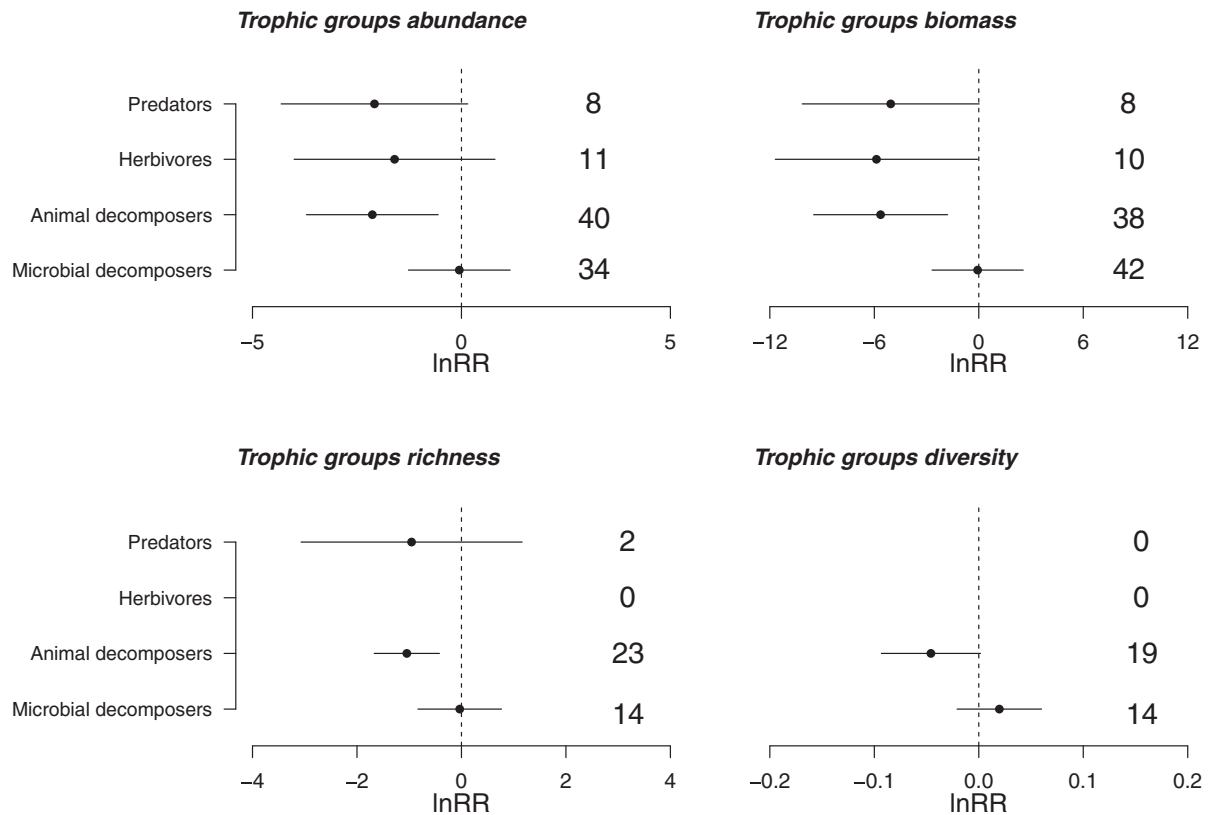 Trophic groups abundance
Predators 8
Herbivores 11
Animal decomposers 40
Microbial decomposers 34
−5 0 5
lnRR
Trophic groups biomass
8
10
38
42
−12 −6 0 6 12
lnRR
Trophic groups richness
Predators 2
Herbivores 0
Animal decomposers 23
Microbial decomposers 14
−4 −2 0 2 4
lnRR
Trophic groups diversity
0
0
19
14
−0.2 −0.1 0.0 0.1 0.2
lnRR